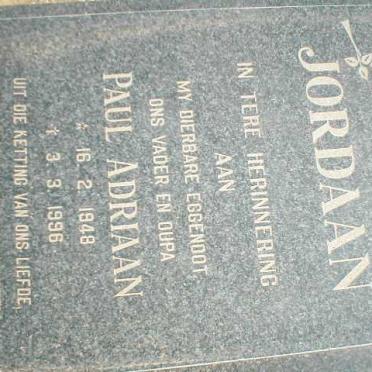 JORDAAN
IN TERE HERINNERING
AAN
MY DIERBARE EGGENOOT
ONS VADER EN OUPA
PAUL ADRIAAN
☆ 16 2 1948
✝ 3 3 1996
UIT DIE KETTING VAN ONS LIEFDE,